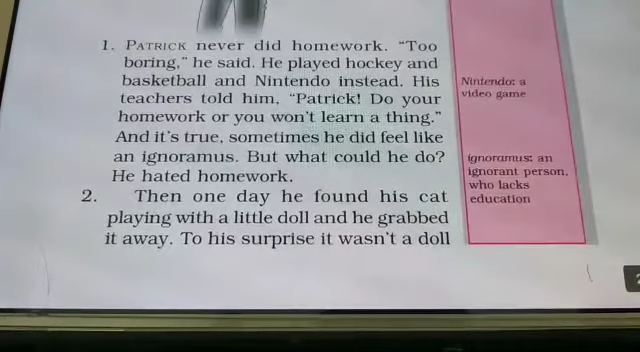 1. PATRICK never did homework. "Too
boring," he said. He played hockey and
basketball and Nintendo instead. His
teachers told him, "Patrick! Do your
homework or you won't learn a thing."
And it's true, sometimes he did feel like
an ignoramus. But what could he do?
He hated homework.
2. Then one day he found his cat
playing with a little doll and he grabbed
it away. To his surprise it wasn't a doll
Nintendo: a
video game
ignoramus: an
ignorant person,
who lacks
education